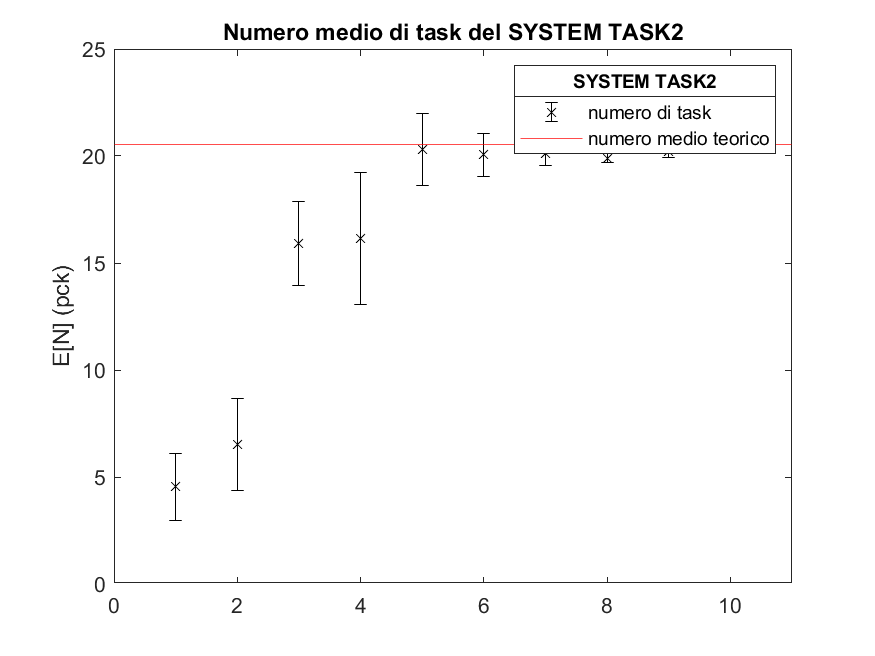 Numero medio di task del SYSTEM TASK2
25
SYSTEM TASK2
numero di task
numero medio teorico
20
15
10
5
0
E[N] (pck)
0 2 4 6 8 10